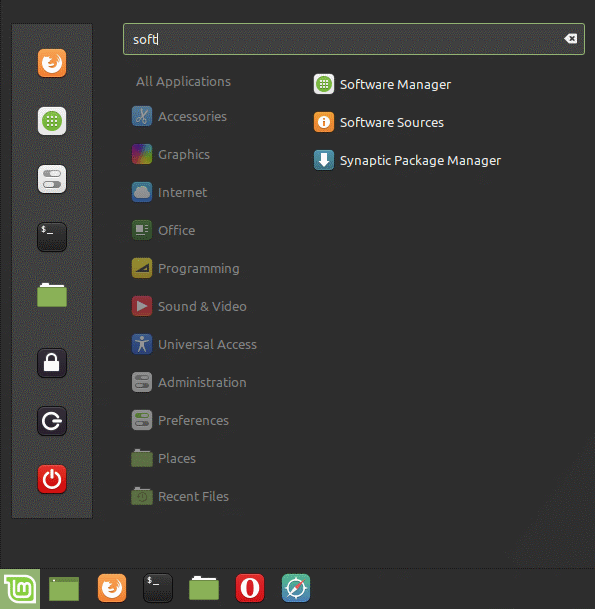 soft
All Applications
Accessories
Graphics
Internet
Office
Programming
Sound & Video
Universal Access
Administration
Preferences
Places
Recent Files
Software Manager
Software Sources
Synaptic Package Manager
$_
$_